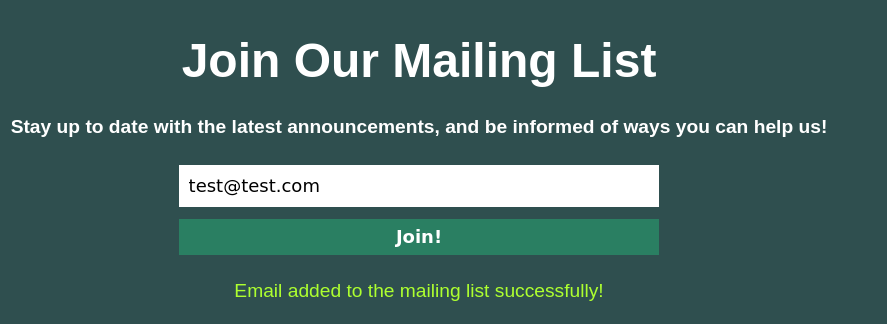 Join Our Mailing List
Stay up to date with the latest announcements, and be informed of ways you can help us!
test@test.com
Join!
Email added to the mailing list successfully!